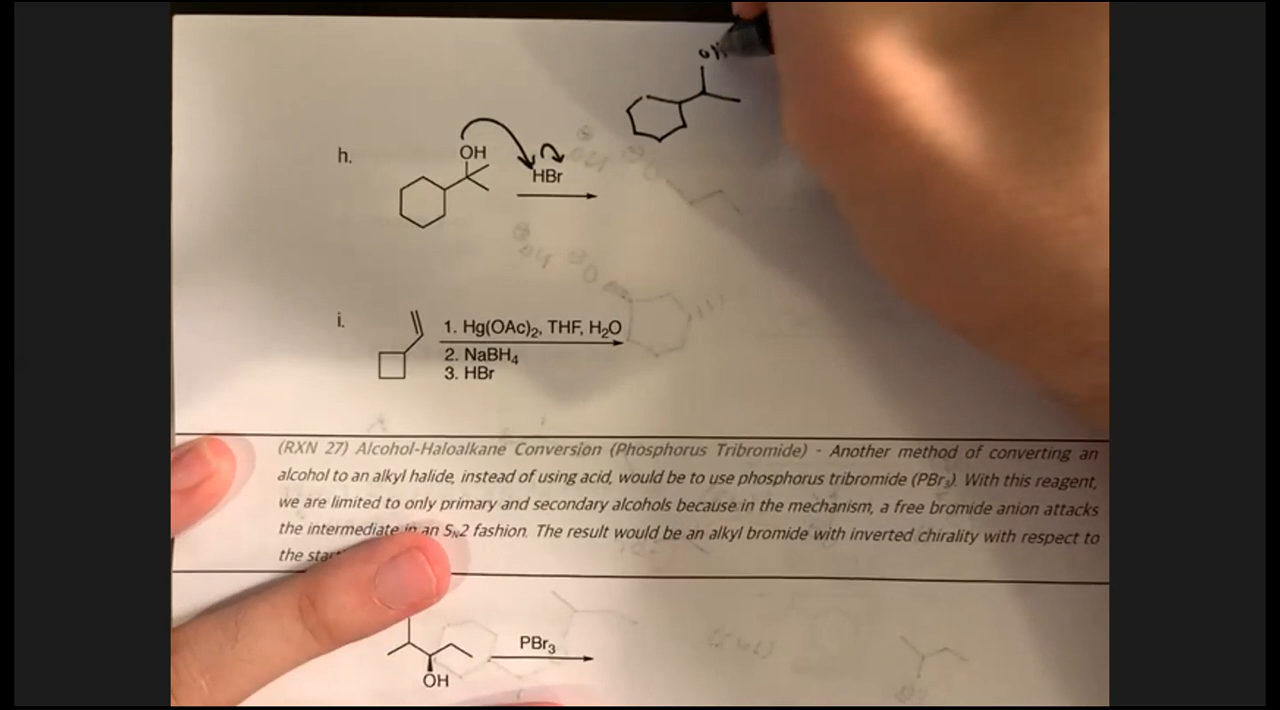 OH
h.
OH
HBr
i.
1. Hg(OAc)2, THF, H2O
2. NaBH4
3. HBr
(RXN 27) Alcohol-Haloalkane Conversion (Phosphorus Tribromide) - Another method of converting an
alcohol to an alkyl halide, instead of using acid, would be to use phosphorus tribromide (PBr3). With this reagent,
we are limited to only primary and secondary alcohols because in the mechanism, a free bromide anion attacks
the intermediate in an SN2 fashion. The result would be an alkyl bromide with inverted chirality with respect to
the
PBr3
OH